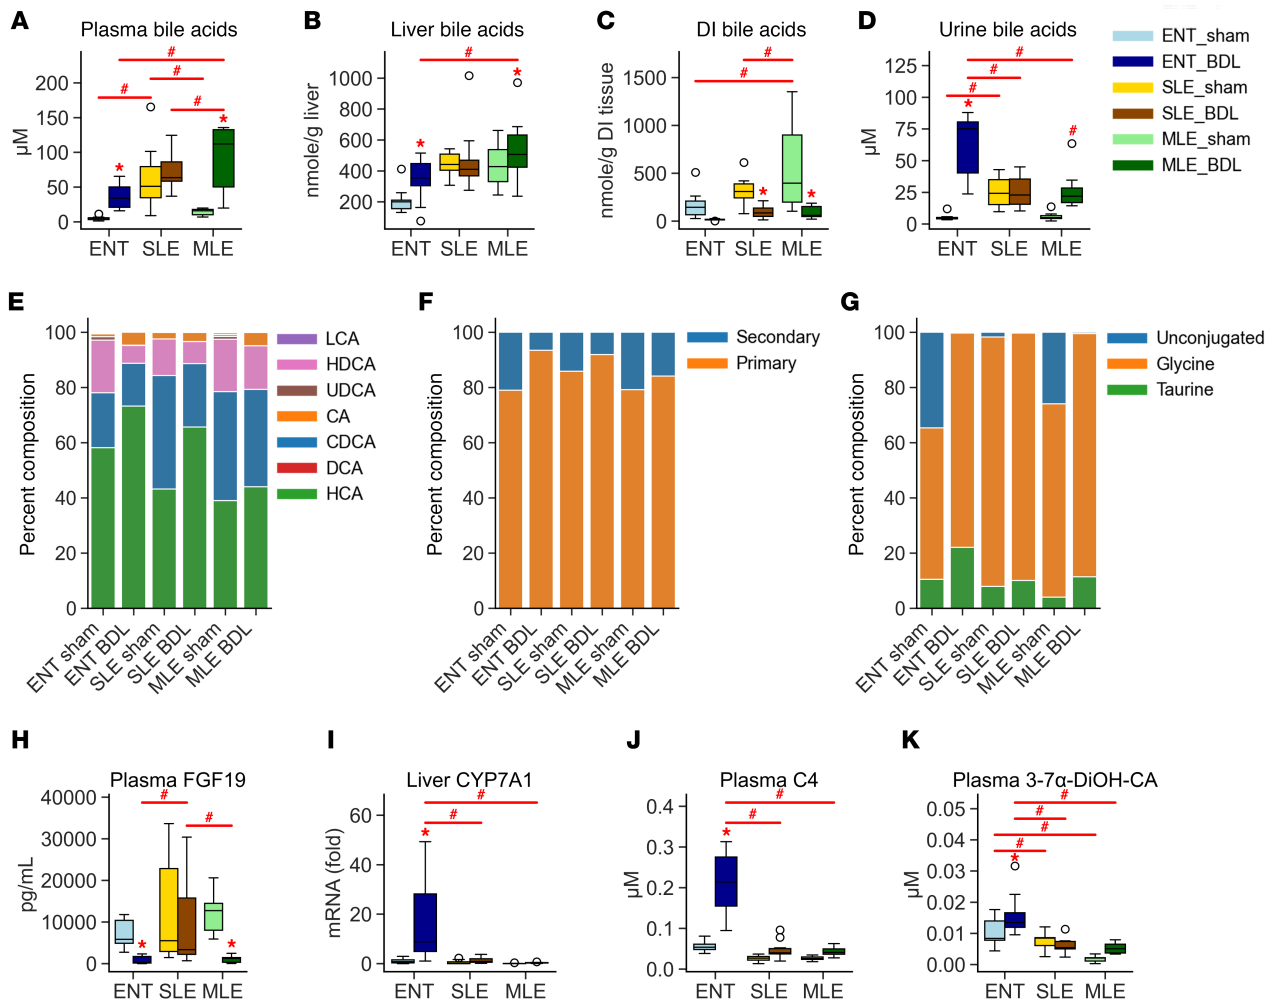 A
Plasma bile acids
μM
200
150
100
50
0
ENT SLE MLE
#
#
#
#
*
*
B
Liver bile acids
nmole/g liver
1000
800
600
400
200
ENT SLE MLE
#
*
*
C
DI bile acids
nmole/g DI tissue
1500
1000
500
0
ENT SLE MLE
#
#
*
*
D
Urine bile acids
μM
125
100
75
50
25
0
ENT SLE MLE
#
#
#
*
#
ENT_sham
ENT_BDL
SLE_sham
SLE_BDL
MLE_sham
MLE_BDL
E
Percent composition
100
80
60
40
20
0
ENT sham
ENT BDL
SLE sham
SLE BDL
MLE sham
MLE BDL
LCA
HDCA
UDCA
CA
CDCA
DCA
HCA
F
Percent composition
100
80
60
40
20
0
ENT sham
ENT BDL
SLE sham
SLE BDL
MLE sham
MLE BDL
Secondary
Primary
G
Percent composition
100
80
60
40
20
0
ENT sham
ENT BDL
SLE sham
SLE BDL
MLE sham
MLE BDL
Unconjugated
Glycine
Taurine
H
Plasma FGF19
pg/mL
40000
30000
20000
10000
0
ENT SLE MLE
#
#
*
*
I
Liver CYP7A1
mRNA (fold)
60
40
20
0
ENT SLE MLE
#
#
*
J
Plasma C4
μM
0.4
0.3
0.2
0.1
0.0
ENT SLE MLE
#
#
*
K
Plasma 3-7α-DiOH-CA
μM
0.05
0.04
0.03
0.02
0.01
0.00
ENT SLE MLE
#
#
#
#
*